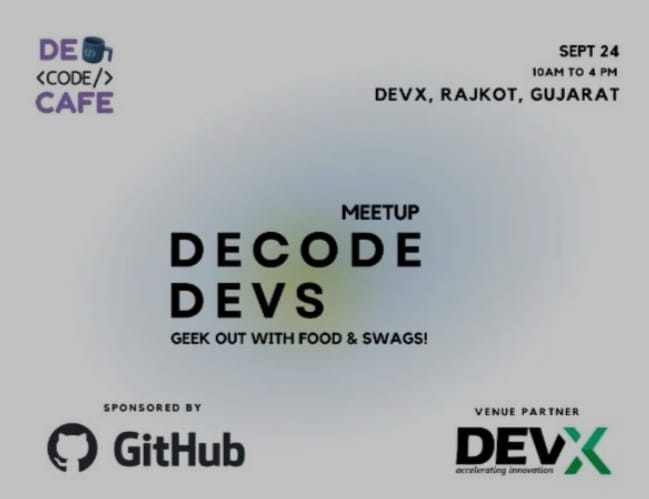 DE
<CODE/>
CAFE
SEPT 24
10AM TO 4 PM
DEVX, RAJKOT, GUJARAT
MEETUP
DECODE
DEVS
GEEK OUT WITH FOOD & SWAGS!
SPONSORED BY
GitHub
VENUE PARTNER
DEVX
accelerating innovation